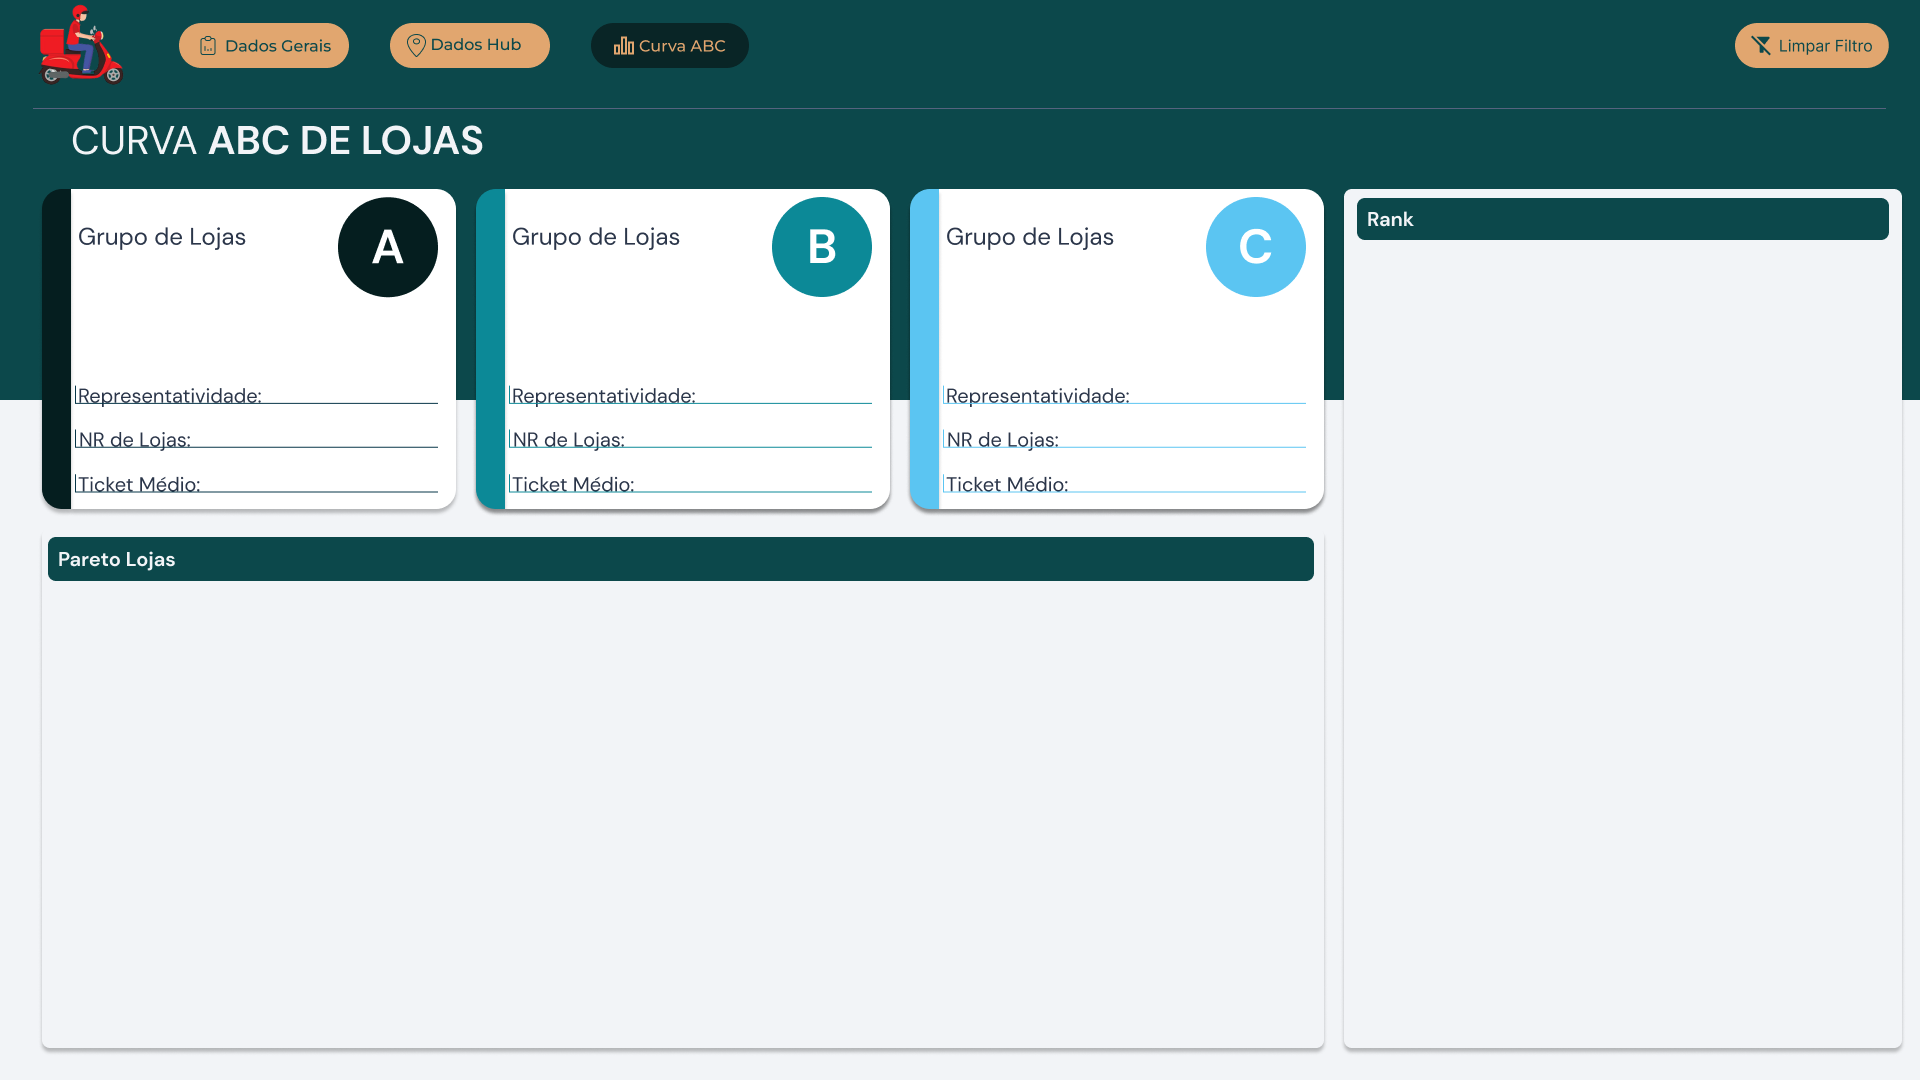 Dados Gerais
Dados Hub
Curva ABC
Limpar Filtro
CURVA ABC DE LOJAS
Grupo de Lojas
A
Representatividade:
NR de Lojas:
Ticket Médio:
Grupo de Lojas
B
Representatividade:
NR de Lojas:
Ticket Médio:
Grupo de Lojas
C
Representatividade:
NR de Lojas:
Ticket Médio:
Rank
Pareto Lojas